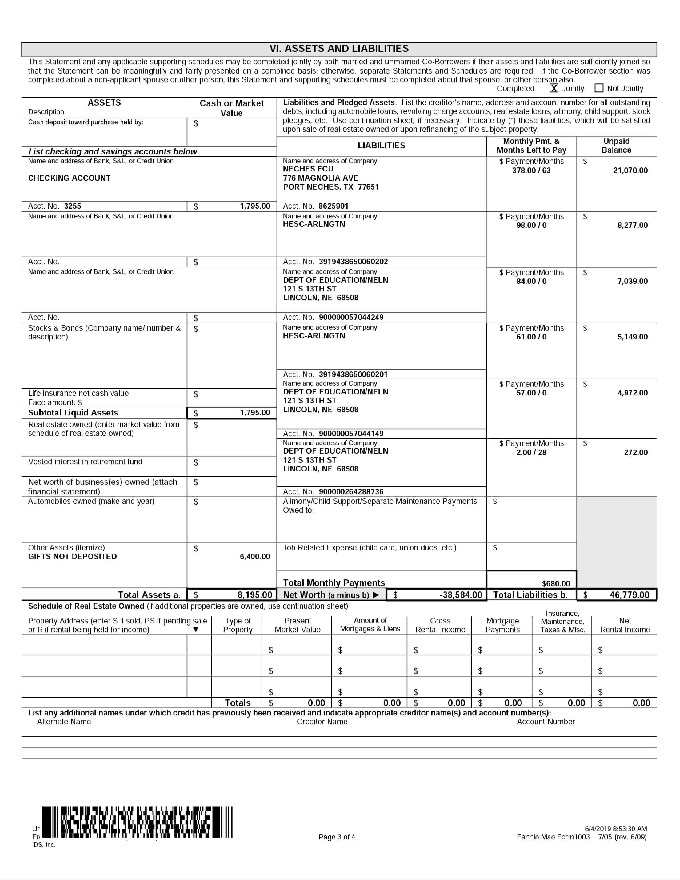 VI. ASSETS AND LIABILITIES
This Statement and any applicable supporting schedules may be completed jointly by both married and unmarried Co-Borrowers if their assets and liabilities are sufficiently joined so
that the Statement can be meaningfully and fairly presented on a combined basis; otherwise, separate Statements and Schedules are required. If the Co-Borrower section was
completed about a non-applicant spouse or other person, this Statement and supporting schedules must be completed about that spouse or other person also.
Completed X Jointly Not Jointly
ASSETS
Description
Cash or Market
Value
Cash deposit toward purchase held by: $
List checking and savings accounts below
Name and address of Bank, S&L, or Credit Union
CHECKING ACCOUNT
Acct. No. 3255 $ 1,795.00
Name and address of Bank, S&L, or Credit Union
Acct. No. $
Name and address of Bank, S&L, or Credit Union
Acct. No. $
Stocks & Bonds (Company name/ number & $
description)
Life insurance net cash value $
Face amount: $
Subtotal Liquid Assets $ 1,795.00
Real estate owned (enter market value from $
schedule of real estate owned)
Vested interest in retirement fund $
Net worth of business(es) owned (attach $
financial statement)
Automobiles owned (make and year) $
Other Assets (itemize) $
GIFTS NOT DEPOSITED 6,400.00
Total Assets a. $ 8,195.00
Liabilities and Pledged Assets. List the creditor's name, address and account number for all outstanding
debts, including automobile loans, revolving charge accounts, real estate loans, alimony, child support, stock
pledges, etc. Use continuation sheet, if necessary. Indicate by (*) those liabilities, which will be satisfied
upon sale of real estate owned or upon refinancing of the subject property.
LIABILITIES
Monthly Pmt. &
Months Left to Pay
Unpaid
Balance
Name and address of Company $ Payment/Months $
NECHES FCU 378.00 / 63 21,070.00
776 MAGNOLIA AVE
PORT NECHES, TX 77651
Acct. No. 8625901
Name and address of Company $ Payment/Months $
HESC-ARLNGTN 98.00 / 0 8,277.00
Acct. No. 3919438650060202
Name and address of Company $ Payment/Months $
DEPT OF EDUCATION/NELN 84.00 / 0 7,039.00
121 S 13TH ST
LINCOLN, NE 68508
Acct. No. 900000057044249
Name and address of Company $ Payment/Months $
HESC-ARLNGTN 61.00 / 0 5,149.00
Acct. No. 3919438650060201
Name and address of Company $ Payment/Months $
DEPT OF EDUCATION/NELN 57.00 / 0 4,972.00
121 S 13TH ST
LINCOLN, NE 68508
Acct. No. 900000057044149
Name and address of Company $ Payment/Months $
DEPT OF EDUCATION/NELN 2.00 / 28 272.00
121 S 13TH ST
LINCOLN, NE 68508
Acct. No. 900000264288736
Alimony/Child Support/Separate Maintenance Payments $
Owed to:
Job Related Expense (child care, union dues, etc.) $
Total Monthly Payments $680.00
Net Worth (a minus b) ► $ -38,584.00 Total Liabilities b. $ 46,779.00
Schedule of Real Estate Owned (if additional properties are owned, use continuation sheet)
Property Address (enter S if sold, PS if pending sale
or R if rental being held for income) ▼
Type of
Property
Present
Market Value
Amount of
Mortgages & Liens
Gross
Rental Income
Mortgage
Payments
Insurance,
Maintenance,
Taxes & Misc.
Net
Rental Income
$ $ $ $ $ $
$ $ $ $ $ $
$ $ $ $ $ $
Totals $ 0.00 $ 0.00 $ 0.00 $ 0.00 $ 0.00 $ 0.00
List any additional names under which credit has previously been received and indicate appropriate creditor name(s) and account number(s):
Alternate Name Creditor Name Account Number
IDS, Inc.
Page 3 of 4
6/4/2019 8:53:30 AM
Fannie Mae Form 1003 7/05 (rev. 6/09)